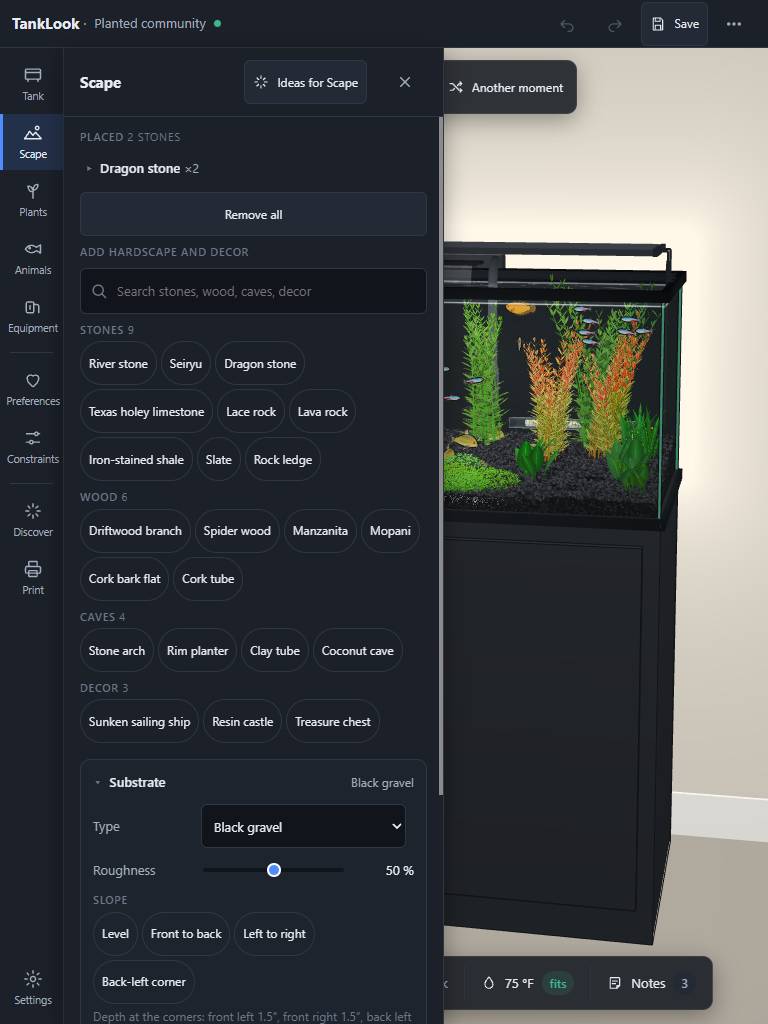 TankLook · Planted community
Save
Tank
Scape
Plants
Animals
Equipment
Preferences
Constraints
Discover
Print
Settings
Scape
Ideas for Scape
Another moment
PLACED 2 STONES
Dragon stone ×2
Remove all
ADD HARDSCAPE AND DECOR
Search stones, wood, caves, decor
STONES 9
River stone Seiryu Dragon stone
Texas holey limestone Lace rock Lava rock
Iron-stained shale Slate Rock ledge
WOOD 6
Driftwood branch Spider wood Manzanita Mopani
Cork bark flat Cork tube
CAVES 4
Stone arch Rim planter Clay tube Coconut cave
DECOR 3
Sunken sailing ship Resin castle Treasure chest
Substrate Black gravel
Type Black gravel
Roughness 50 %
SLOPE
Level Front to back Left to right
Back-left corner
Depth at the corners: front left 1.5", front right 1.5", back left
75 °F fits Notes 3